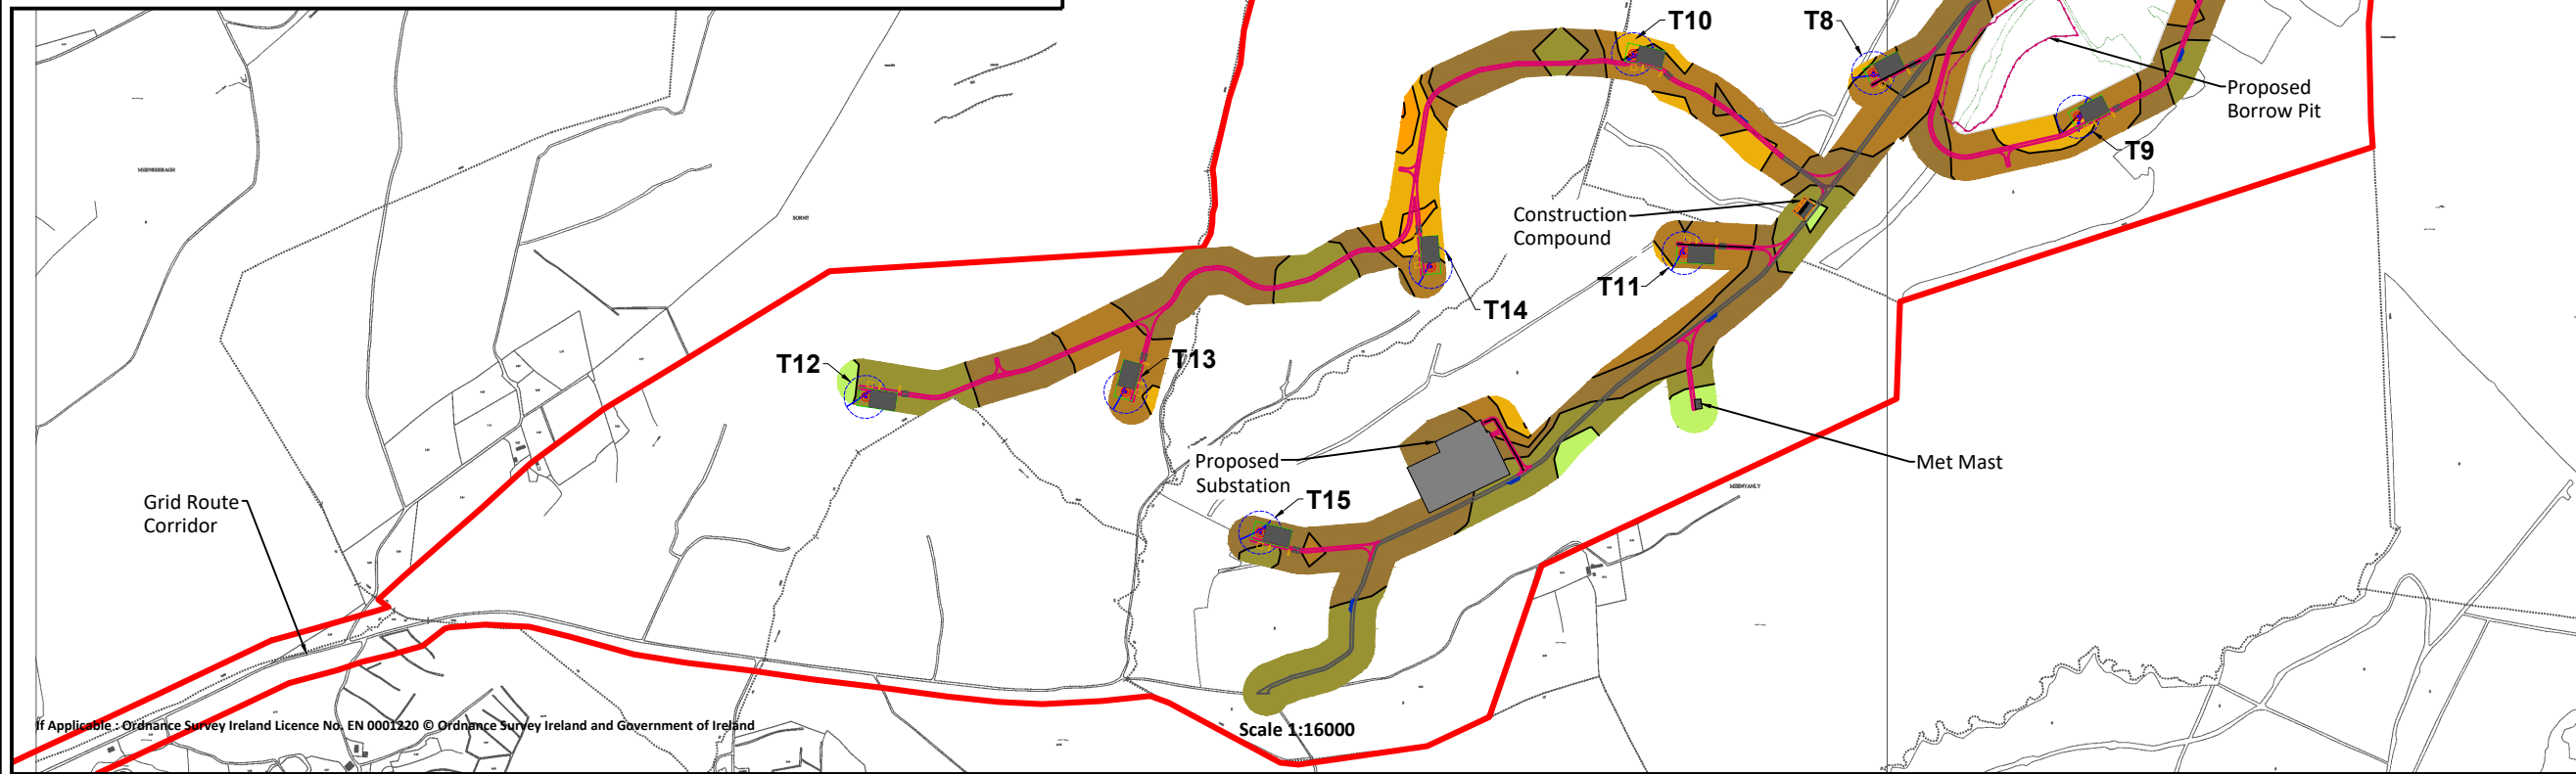 T10
T8
Proposed
Borrow Pit
T9
Construction
Compound
T11
T14
T13
T12
Proposed
Substation
Met Mast
T15
Grid Route
Corridor
If Applicable : Ordnance Survey Ireland Licence No. EN 0001220 © Ordnance Survey Ireland and Government of Ireland
Scale 1:16000